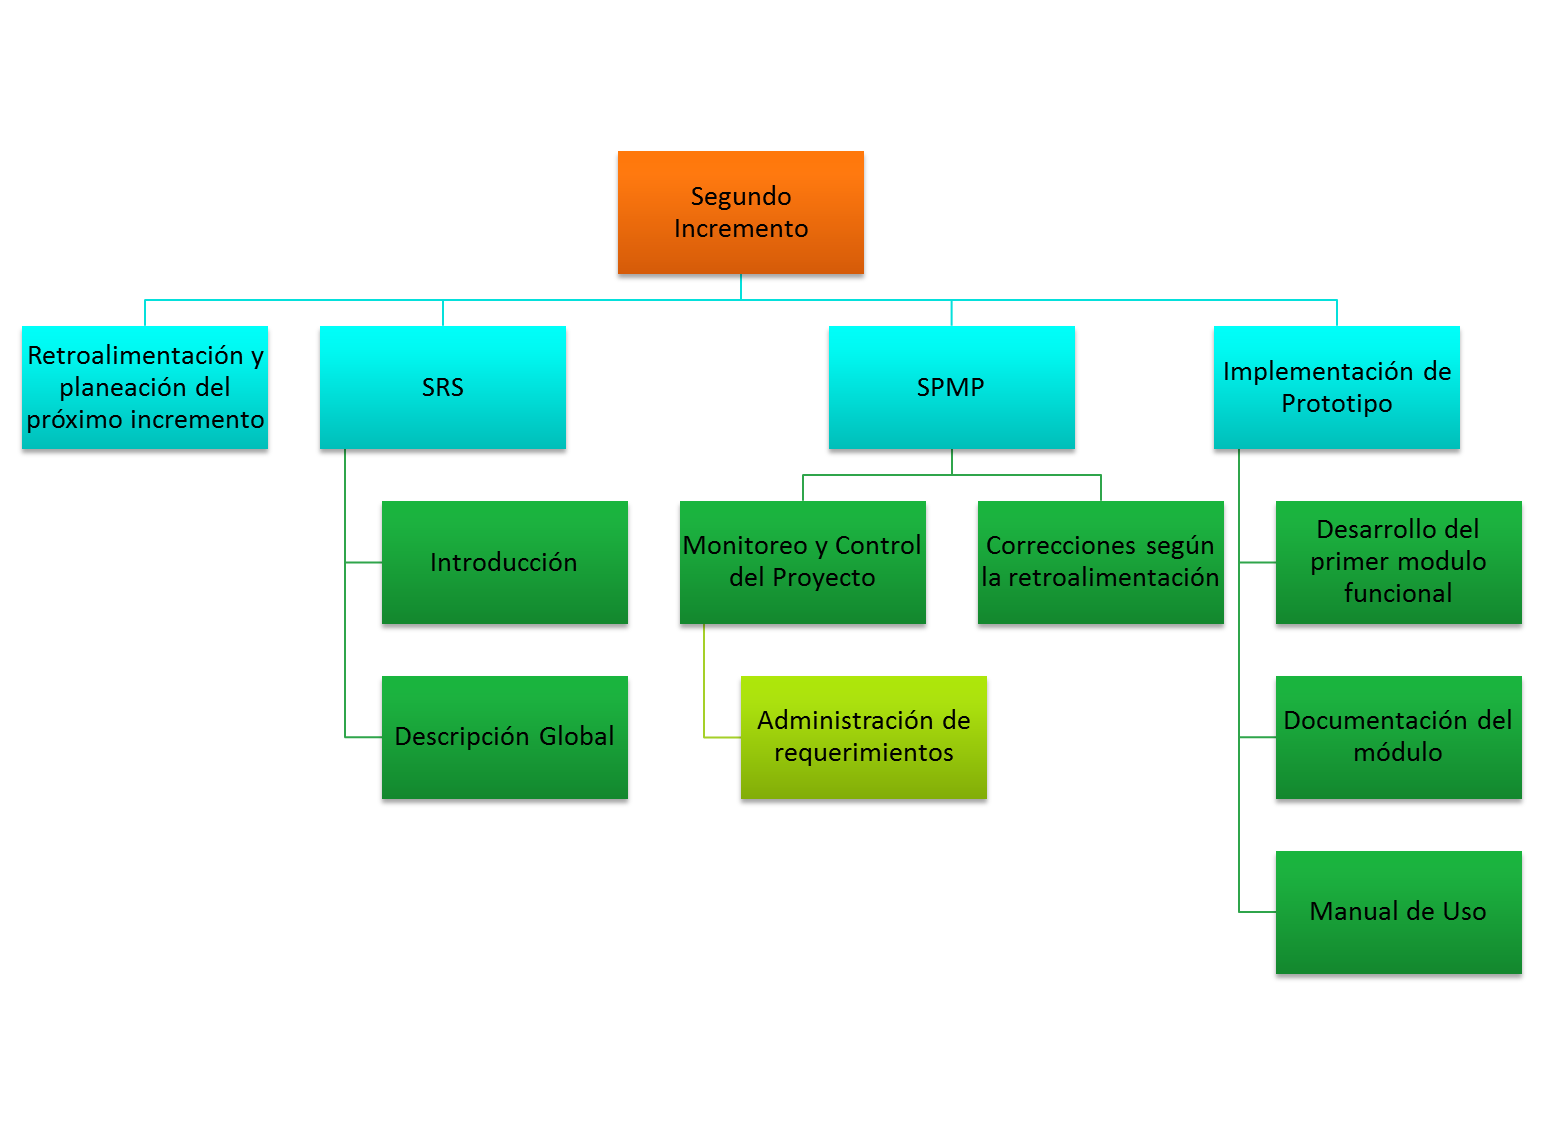 Segundo
Incremento
Retroalimentación y
planeación del
próximo incremento
SRS
SPMP
Implementación de
Prototipo
Introducción
Monitoreo y Control
del Proyecto
Correcciones según
la retroalimentación
Desarrollo del
primer modulo
funcional
Descripción Global
Administración de
requerimientos
Documentación del
módulo
Manual de Uso